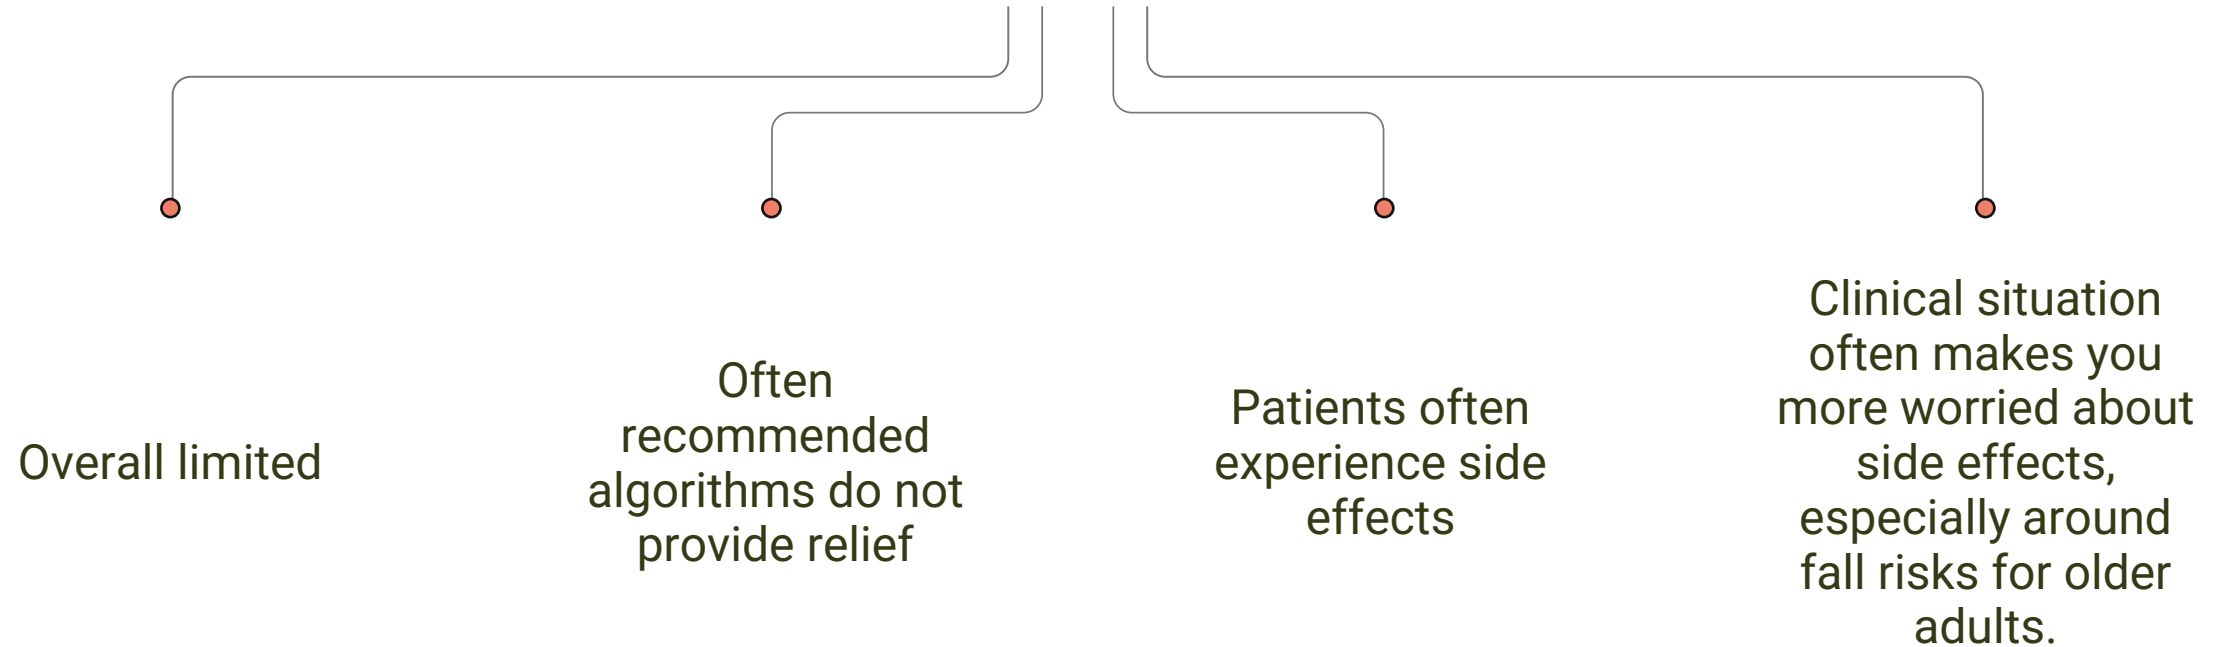 Overall limited
Often
recommended
algorithms do not
provide relief
Patients often
experience side
effects
Clinical situation
often makes you
more worried about
side effects,
especially around
fall risks for older
adults.